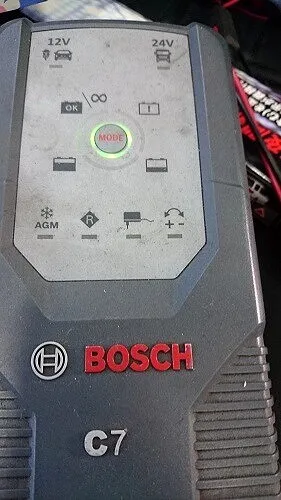 12V
24V
OK /∞
MODE
AGM
R
BOSCH
C7